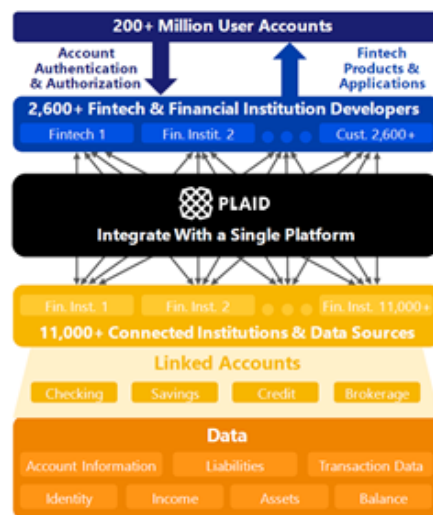 200+ Million User Accounts
Account
Authentication
& Authorization
Fintech
Products &
Applications
2,600+ Fintech & Financial Institution Developers
Fintech 1
Fin. Instit. 2
Cust. 2,600+
PLAID
Integrate With a Single Platform
Fin. Inst. 1
Fin. Inst. 2
Fin. Inst. 11,000+
11,000+ Connected Institutions & Data Sources
Linked Accounts
Checking
Savings
Credit
Brokerage
Data
Account Information
Liabilities
Transaction Data
Identity
Income
Assets
Balance